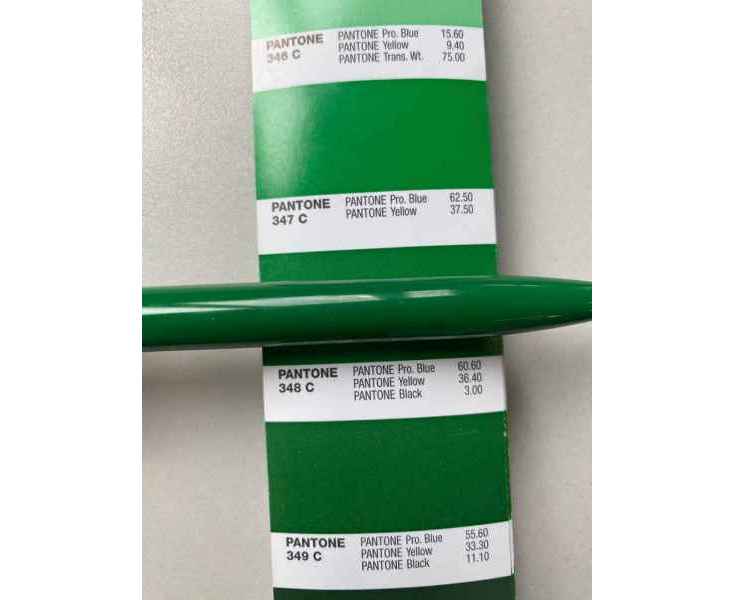 PANTONE 346 C
PANTONE Pro. Blue 15.60
PANTONE Yellow 9.40
PANTONE Trans. Wt. 75.00
PANTONE 347 C
PANTONE Pro. Blue 62.50
PANTONE Yellow 37.50
PANTONE 348 C
PANTONE Pro. Blue 60.60
PANTONE Yellow 36.40
PANTONE Black 3.00
PANTONE 349 C
PANTONE Pro. Blue 55.60
PANTONE Yellow 33.30
PANTONE Black 11.10